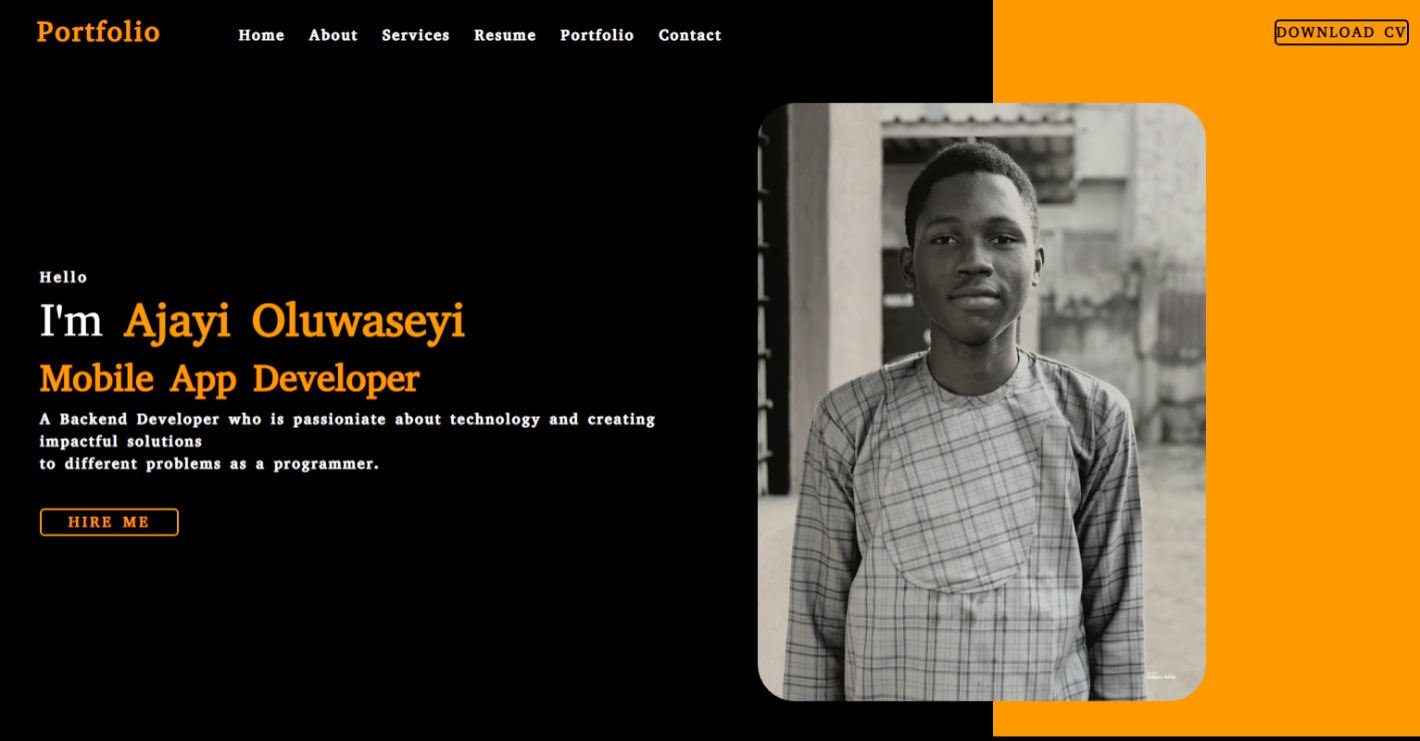 Portfolio
Home About Services Resume Portfolio Contact
DOWNLOAD CV
Hello
I'm Ajayi Oluwaseyi
Mobile App Developer
A Backend Developer who is passioniate about technology and creating
impactful solutions
to different problems as a programmer.
HIRE ME